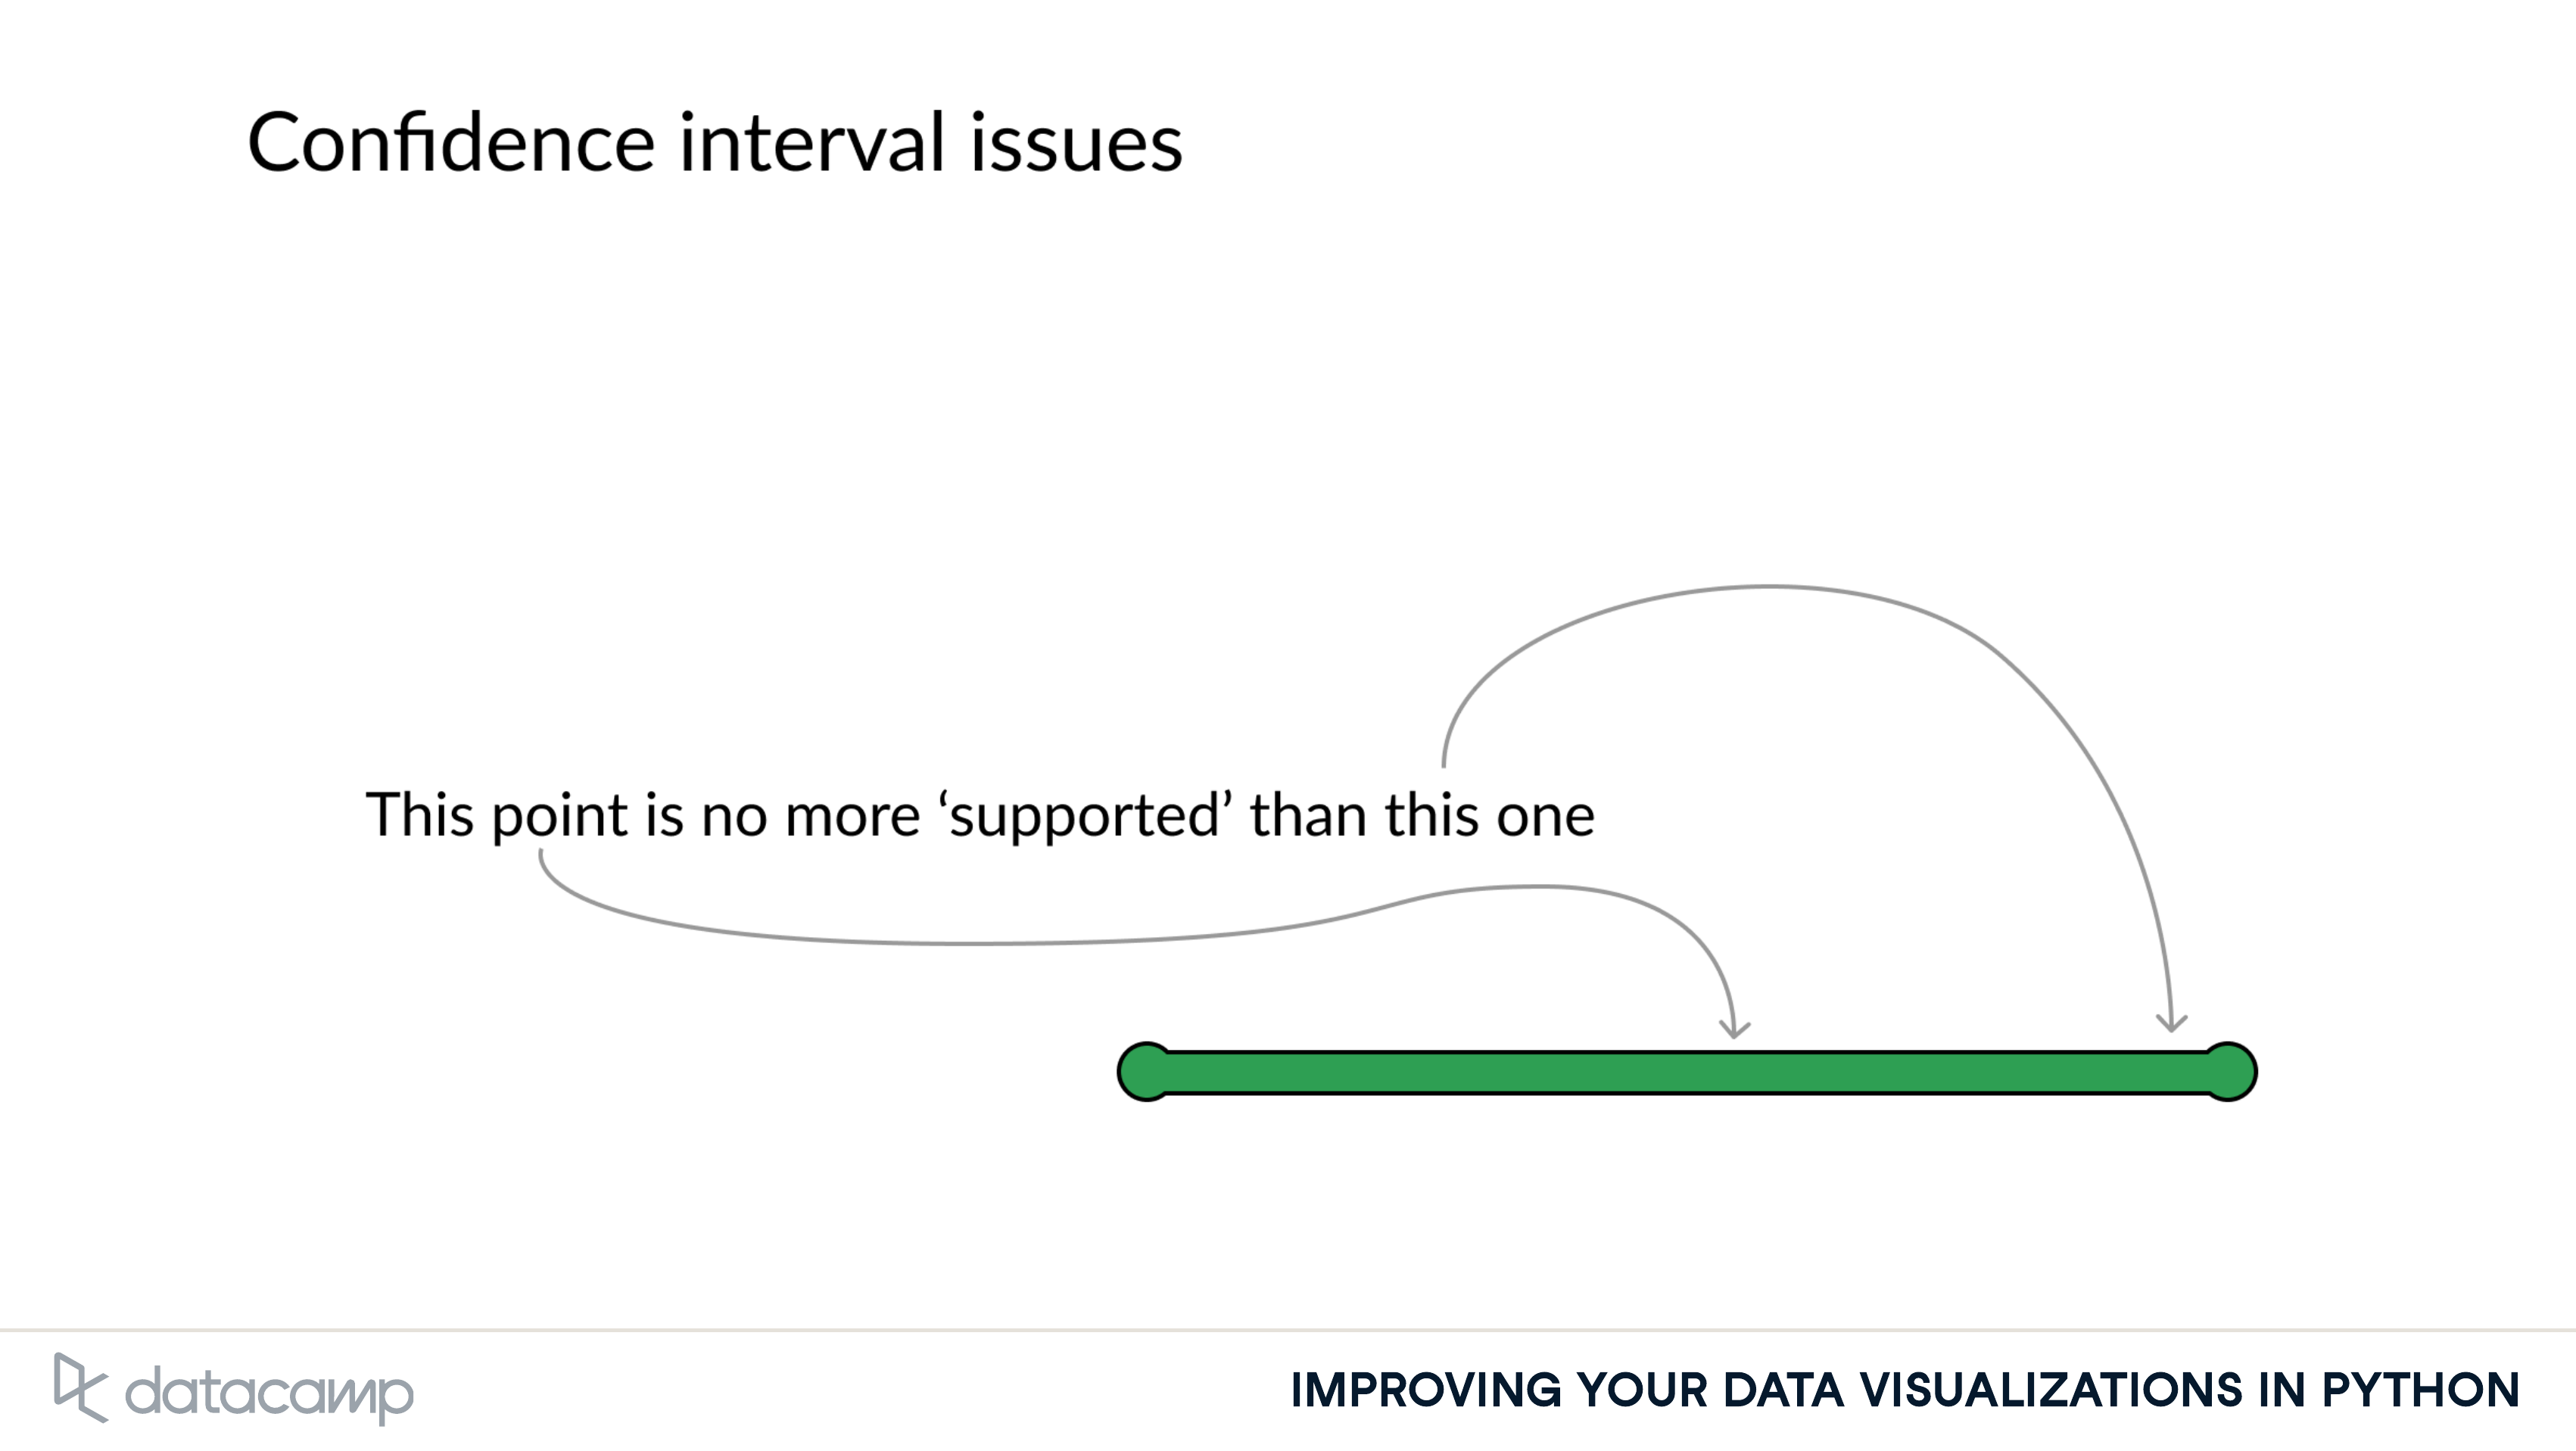 Confidence interval issues
This point is no more ‘supported’ than this one
datacamp
IMPROVING YOUR DATA VISUALIZATIONS IN PYTHON